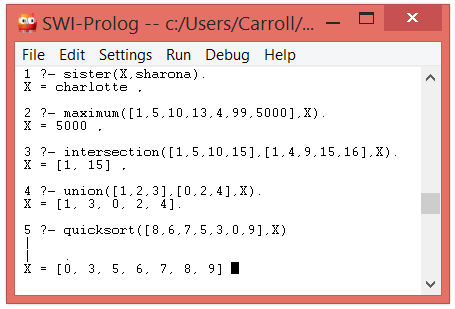 SWI-Prolog -- c:/Users/Carroll/...
File Edit Settings Run Debug Help
1 ?- sister(X,sharona).
X = charlotte .
2 ?- maximum([1,5,10,13,4,99,5000],X).
X = 5000 .
3 ?- intersection([1,5,10,15],[1,4,9,15,16],X).
X = [1, 15] .
4 ?- union([1,2,3],[0,2,4],X).
X = [1, 3, 0, 2, 4].
5 ?- quicksort([8,6,7,5,3,0,9],X)
|
|    .
X = [0, 3, 5, 6, 7, 8, 9]